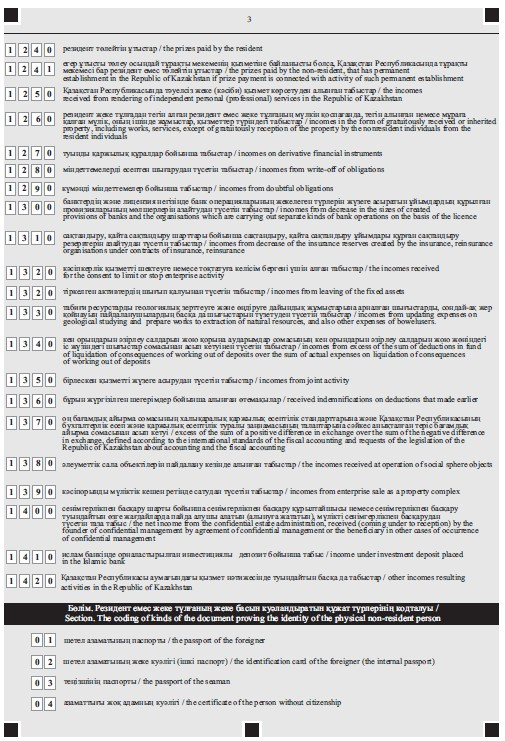 3
1 2 4 0 резидент төлейтін ұтыстар / the prizes paid by the resident
1 2 4 1 егер ұтысты төлеу осындай тұрақты мекеменің қызметіне байланысты болса, Қазақстан Республикасында тұрақты
мекемесі бар резидент емес төлейтін ұтыстар / the prizes paid by the non-resident, that has permanent
establishment in the Republic of Kazakhstan if prize payment is connected with activity of such permanent establishment
1 2 5 0 Қазақстан Республикасында тәуелсіз жеке (кәсіби) қызмет көрсетуден алынған табыстар / the incomes
received from rendering of independent personal (professional) services in the Republic of Kazakhstan
1 2 6 0 резидент жеке тұлғадан тегін алған резидент емес жеке тұлғаның мүлкін қоспағанда, тегін алынған немесе мұраға
қалған мүлік, оның ішінде жұмыстар, қызметтер түріндегі табыстар / incomes in the form of gratuitously received or inherited
property, including works, services, except of gratuitously reception of the property by the nonresident individuals from the
resident individuals
1 2 7 0 туынды қаржылық құралдар бойынша табыстар / incomes on derivative financial instruments
1 2 8 0 міндеттемелерді есептен шығарудан түсетін табыстар / incomes from write-off of obligations
1 2 9 0 күмәнді міндеттемелер бойынша табыстар / incomes from doubtful obligations
1 3 0 0 банктердің және лицензия негізінде банк операцияларының жекелеген түрлерін жүзеге асыратын ұйымдардың құрылған
провизияларының мөлшерлерін азайтудан түсетін табыстар / incomes from decrease in the sizes of created
provisions of banks and the organisations which are carrying out separate kinds of bank operations on the basis of the licence
1 3 1 0 сақтандыру, қайта сақтандыру шарттары бойынша сақтандыру, қайта сақтандыру ұйымдары құрған сақтандыру
резервтерін азайтудан түсетін табыстар / incomes from decrease of the insurance reserves created by the insurance, reinsurance
organisations under contracts of insurance, reinsurance
1 3 2 0 кәсіпкерлік қызметті шектеуге немесе тоқтатуға келісім бергені үшін алған табыстар / the incomes received
for the consent to limit or stop enterprise activity
1 3 2 0 тіркелген активтердің шығып қалуынан түсетін табыстар / incomes from leaving of the fixed assets
1 3 3 0 табиғи ресурстарды геологиялық зерттеуге және өндіруге дайындық жұмыстарына арналған шығыстарды, сондай-ақ жер
қойнауын пайдаланушылардың басқа да шығыстарын түзетуден түсетін табыстар / incomes from updating expenses on
geological studying and prepare works to extraction of natural resources, and also other expenses of bowelusers.
1 3 4 0 кен орындарын әзірлеу салдарын жою қорына аударымдар сомасының кен орындарын әзірлеу салдарын жою жөніндегі
іс жүзіндегі шығыстар сомасынан асып кетуінен түсетін табыстар / incomes from excess of the sum of deductions in fund
of liquidation of consequences of working out of deposits over the sum of actual expenses on liquidation of consequences
of working out of deposits
1 3 5 0 бірлескен қызметті жүзеге асырудан түсетін табыстар / incomes from joint activity
1 3 6 0 бұрын жүргізілген шегерімдер бойынша алынған өтемақылар / received indemnifications on deductions that made earlier
1 3 7 0 оң бағамдық айырма сомасының халықаралық қаржылық есептілік стандарттарына және Қазақстан Республикасының
бухгалтерлік есеп және қаржылық есептілік туралы заңнамасының талаптарына сәйкес анықталған теріс бағамдық
айырма сомасынан асып кетуі / excess of the sum of a positive difference in exchange over the sum of the negative difference
in exchange, defined according to the international standards of the fiscal accounting and requests of the legislation of the
Republic of Kazakhstan about accounting and the fiscal accounting
1 3 8 0 әлеуметтік сала объектілерін пайдалану кезінде алынған табыстар / the incomes received at operation of social sphere objects
1 3 9 0 кәсіпорынды мүліктік кешен ретінде сатудан түсетін табыстар / incomes from enterprise sale as a property complex
1 4 0 0 сенімгерлікпен басқару шарты бойынша сенімгерлікпен басқару құрылтайшысы немесе сенімгерлікпен басқару
туындайтын өзге жағдайларда пайда алушы алатын (алынуға жататын), мүлікті сенімгерлікпен басқарудан
түсетін таза табыс / the net income from the confidential estate administration, received (coming under to reception) by the
founder of confidential management by agreement of confidential management or the beneficiary in other cases of occurrence
of confidential management
1 4 1 0 ислам банкінде орналастырылған инвестициялық депозит бойынша табыс / income under investment deposit placed
in the Islamic bank
1 4 2 0 Қазақстан Республикасы аумағындағы қызмет нәтижесінде туындайтын басқа да табыстар / other incomes resulting
activities in the Republic of Kazakhstan
Бөлім. Резидент емес жеке тұлғаның жеке басын куәландыратын құжат түрлерінің кодталуы /
Section. The coding of kinds of the document proving the identity of the physical non-resident person
0 1 шетел азаматының паспорты / the passport of the foreigner
0 2 шетел азаматының жеке куәлігі (ішкі паспорт) / the identification card of the foreigner (the internal passport)
0 3 теңізшінің паспорты / the passport of the seaman
0 4 азаматтығы жоқ адамның куәлігі / the certificate of the person without citizenship